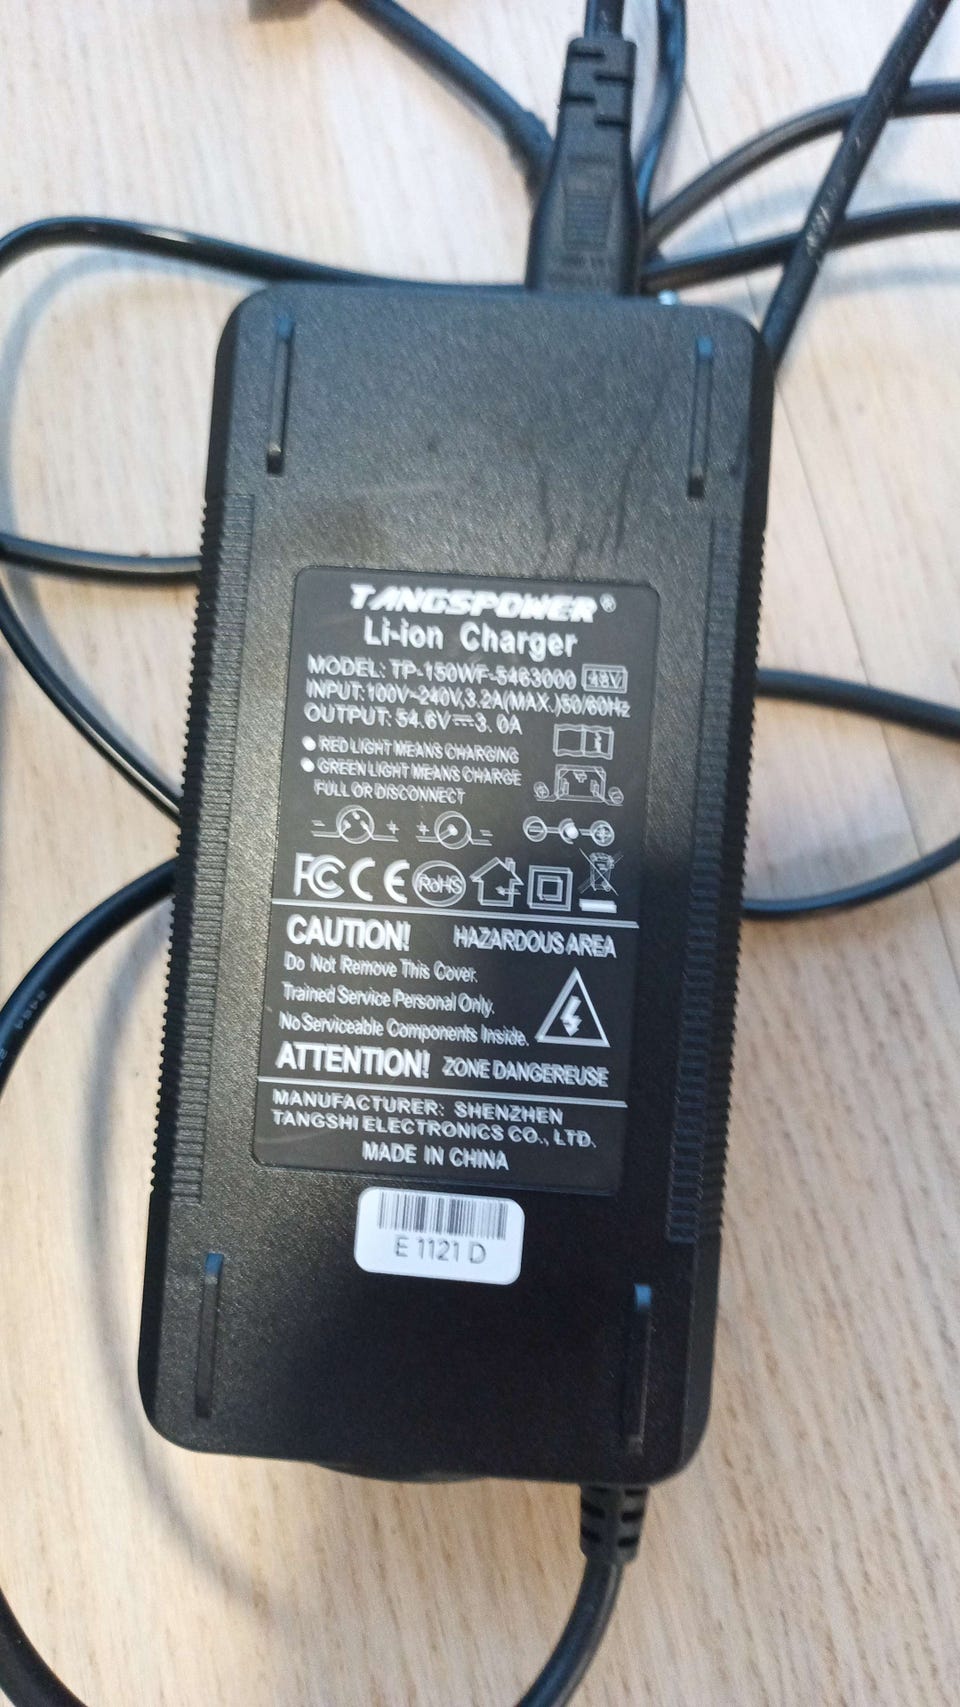 TANGSPOWER®
Li-ion Charger
MODEL: TP-150WF-5463000 48V
INPUT:100V~240V,3.2A(MAX.)50/60Hz
OUTPUT: 54.6V⎓3.0A
● RED LIGHT MEANS CHARGING
● GREEN LIGHT MEANS CHARGE
FULL OR DISCONNECT
− + + − − +
FC CE RoHS
CAUTION! HAZARDOUS AREA
Do Not Remove This Cover.
Trained Service Personal Only.
No Serviceable Components Inside.
ATTENTION! ZONE DANGEREUSE
MANUFACTURER: SHENZHEN
TANGSHI ELECTRONICS CO., LTD.
MADE IN CHINA
E 1121 D